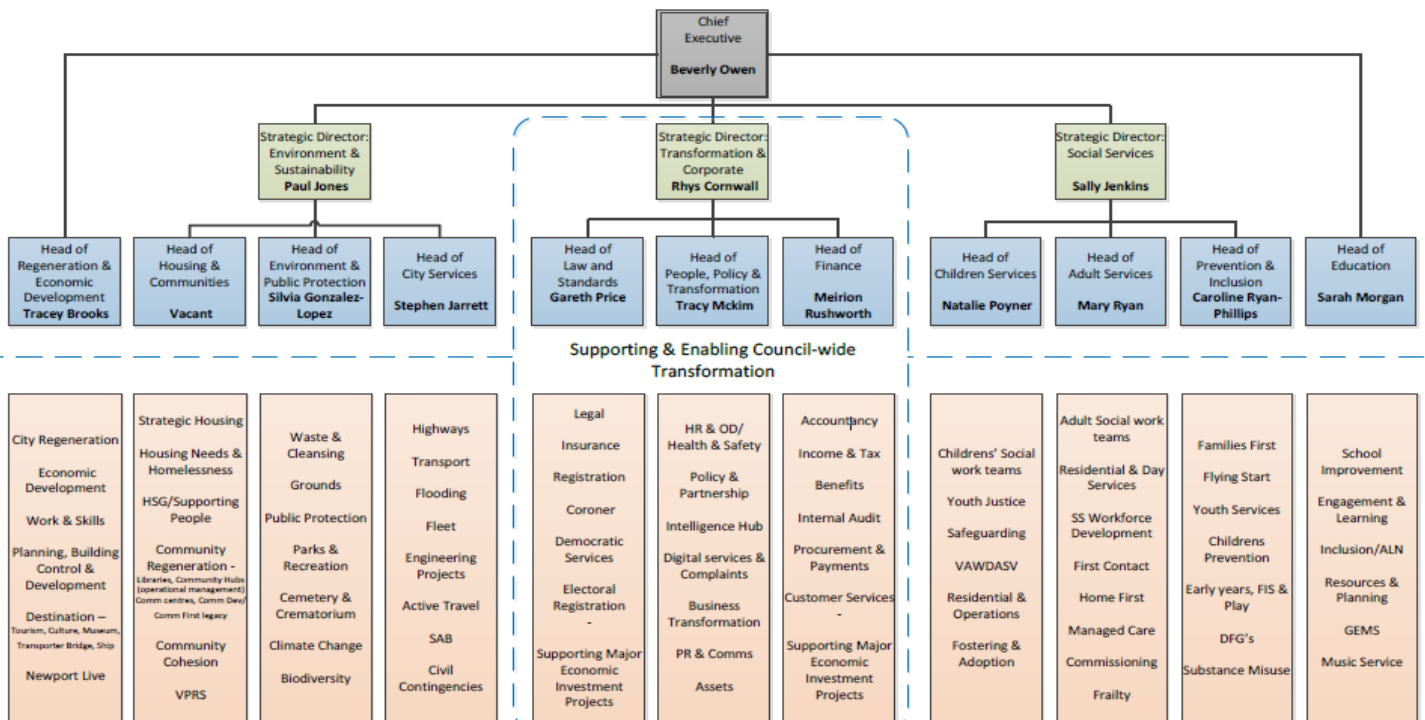 Chief
Executive
Beverly Owen
Strategic Director:
Environment &
Sustainability
Paul Jones
Strategic Director:
Transformation &
Corporate
Rhys Cornwall
Strategic Director:
Social Services
Sally Jenkins
Head of
Regeneration &
Economic
Development
Tracey Brooks
Head of
Housing &
Communities
Vacant
Head of
Environment &
Public Protection
Silvia Gonzalez-
Lopez
Head of
City Services
Stephen Jarrett
Head of
Law and
Standards
Gareth Price
Head of
People, Policy &
Transformation
Tracy Mckim
Head of
Finance
Meirion
Rushworth
Head of
Children Services
Natalie Poyner
Head of
Adult Services
Mary Ryan
Head of
Prevention &
Inclusion
Caroline Ryan-
Phillips
Head of
Education
Sarah Morgan
Supporting & Enabling Council-wide
Transformation
City Regeneration
Economic
Development
Work & Skills
Planning, Building
Control &
Development
Destination –
Tourism, Culture, Museum,
Transporter Bridge, Ship
Newport Live
Strategic Housing
Housing Needs &
Homelessness
HSG/Supporting
People
Community
Regeneration -
Libraries, Community Hubs
(operational management)
Comm centres, Comm Dev/
Comm First legacy
Community
Cohesion
VPRS
Waste &
Cleansing
Grounds
Public Protection
Parks &
Recreation
Cemetery &
Crematorium
Climate Change
Biodiversity
Highways
Transport
Flooding
Fleet
Engineering
Projects
Active Travel
SAB
Civil
Contingencies
Legal
Insurance
Registration
Coroner
Democratic
Services
Electoral
Registration
-
Supporting Major
Economic
Investment
Projects
HR & OD/
Health & Safety
Policy &
Partnership
Intelligence Hub
Digital services &
Complaints
Business
Transformation
PR & Comms
Assets
Accountancy
Income & Tax
Benefits
Internal Audit
Procurement &
Payments
Customer Services
-
Supporting Major
Economic
Investment
Projects
Childrens' Social
work teams
Youth Justice
Safeguarding
VAWDASV
Residential &
Operations
Fostering &
Adoption
Adult Social work
teams
Residential & Day
Services
SS Workforce
Development
First Contact
Home First
Managed Care
Commissioning
Frailty
Families First
Flying Start
Youth Services
Childrens
Prevention
Early years, FIS &
Play
DFG's
Substance Misuse
School
Improvement
Engagement &
Learning
Inclusion/ALN
Resources &
Planning
GEMS
Music Service